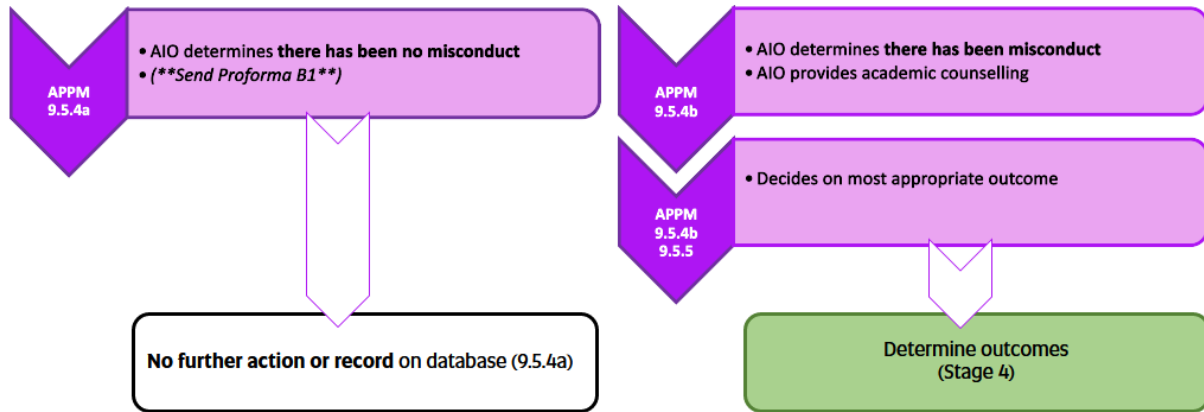 APPM
9.5.4a
• AIO determines there has been no misconduct
• (**Send Proforma B1**)
No further action or record on database (9.5.4a)
APPM
9.5.4b
• AIO determines there has been misconduct
• AIO provides academic counselling
APPM
9.5.4b
9.5.5
• Decides on most appropriate outcome
Determine outcomes
(Stage 4)